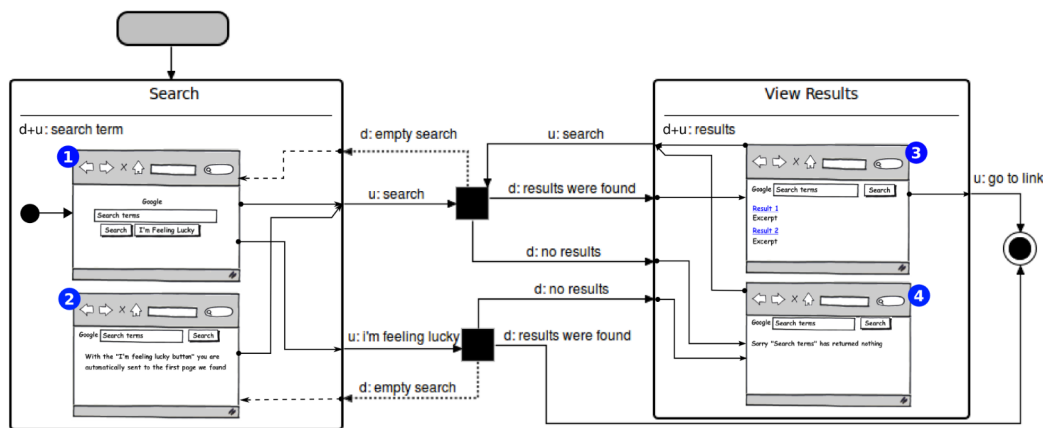 Search
d+u: search term
1
Google
Search terms
Search
I'm Feeling Lucky
2
Google
Search terms
Search
With the "I'm feeling lucky button" you are
automatically sent to the first page we found
d: empty search
u: search
u: i'm feeling lucky
d: empty search
u: search
d: results were found
d: no results
d: no results
d: results were found
View Results
d+u: results
3
Google
Search terms
Search
Result 1
Excerpt
Result 2
Excerpt
4
Google
Search terms
Search
Sorry "Search terms" has returned nothing
u: go to link